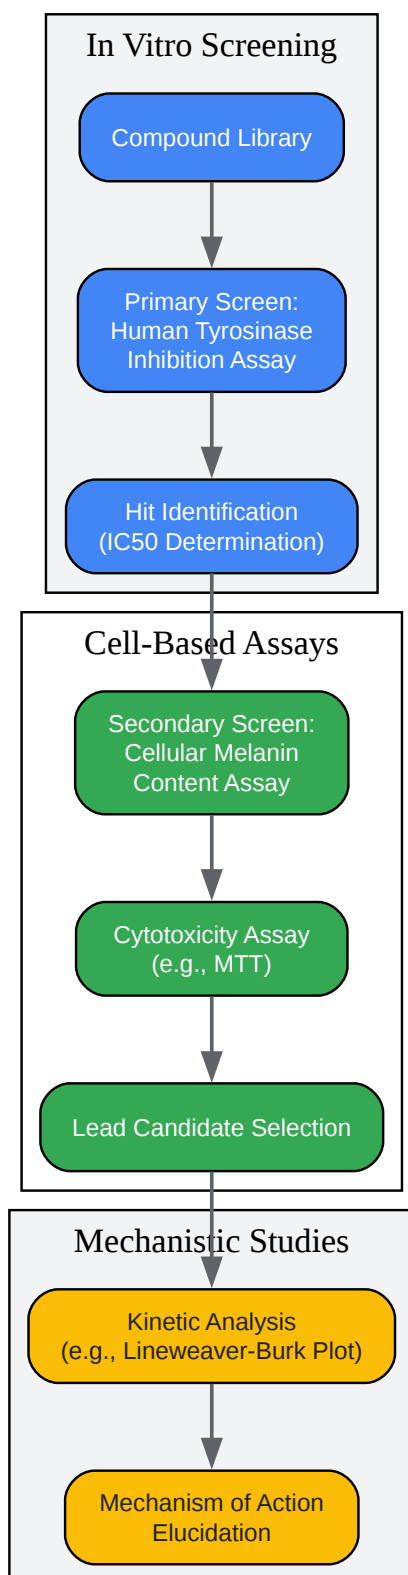 In Vitro Screening
Compound Library
Primary Screen:
Human Tyrosinase
Inhibition Assay
Hit Identification
(IC50 Determination)
Cell-Based Assays
Secondary Screen:
Cellular Melanin
Content Assay
Cytotoxicity Assay
(e.g., MTT)
Lead Candidate Selection
Mechanistic Studies
Kinetic Analysis
(e.g., Lineweaver-Burk Plot)
Mechanism of Action
Elucidation